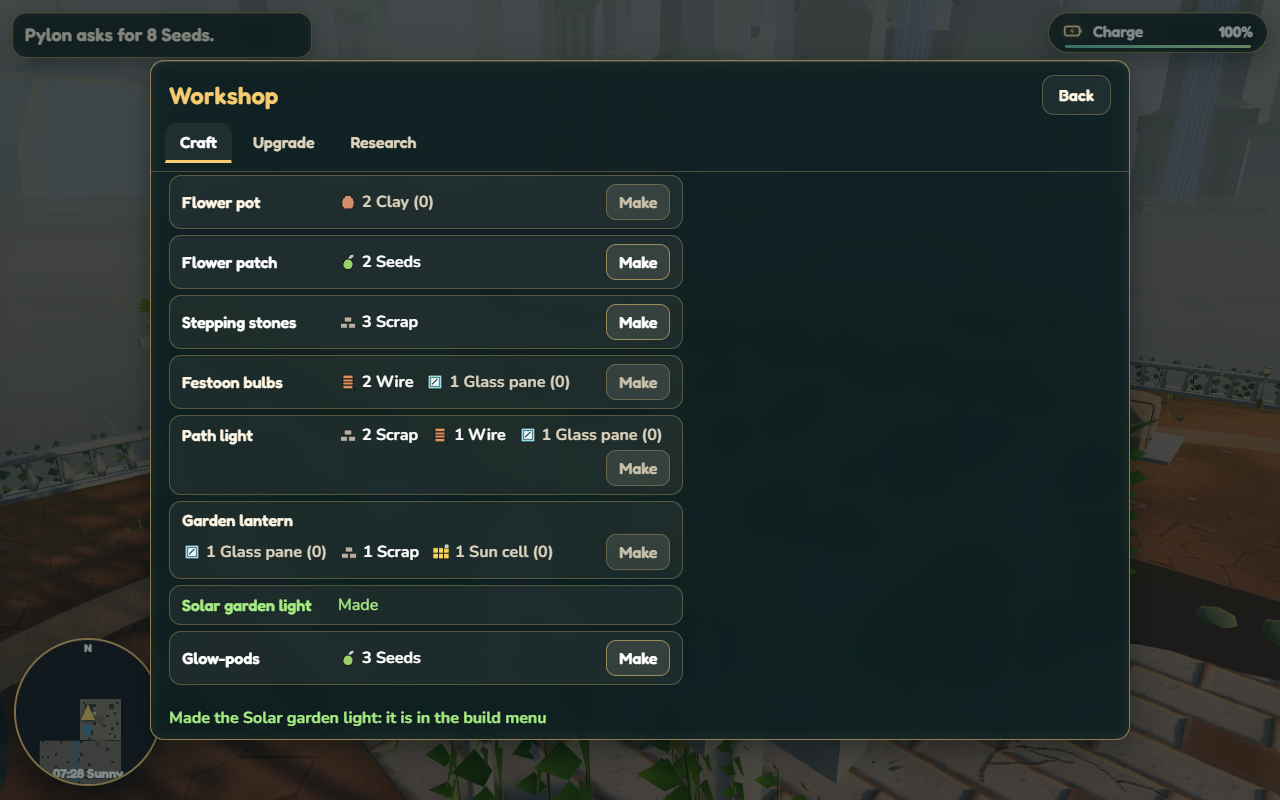 Pylon asks for 8 Seeds.
Charge 100%
Workshop
Back
Craft Upgrade Research
Flower pot 2 Clay (0) Make
Flower patch 2 Seeds Make
Stepping stones 3 Scrap Make
Festoon bulbs 2 Wire 1 Glass pane (0) Make
Path light 2 Scrap 1 Wire 1 Glass pane (0)
Make
Garden lantern
1 Glass pane (0) 1 Scrap 1 Sun cell (0) Make
Solar garden light Made
Glow-pods 3 Seeds Make
Made the Solar garden light: it is in the build menu
N
07:28 Sunny